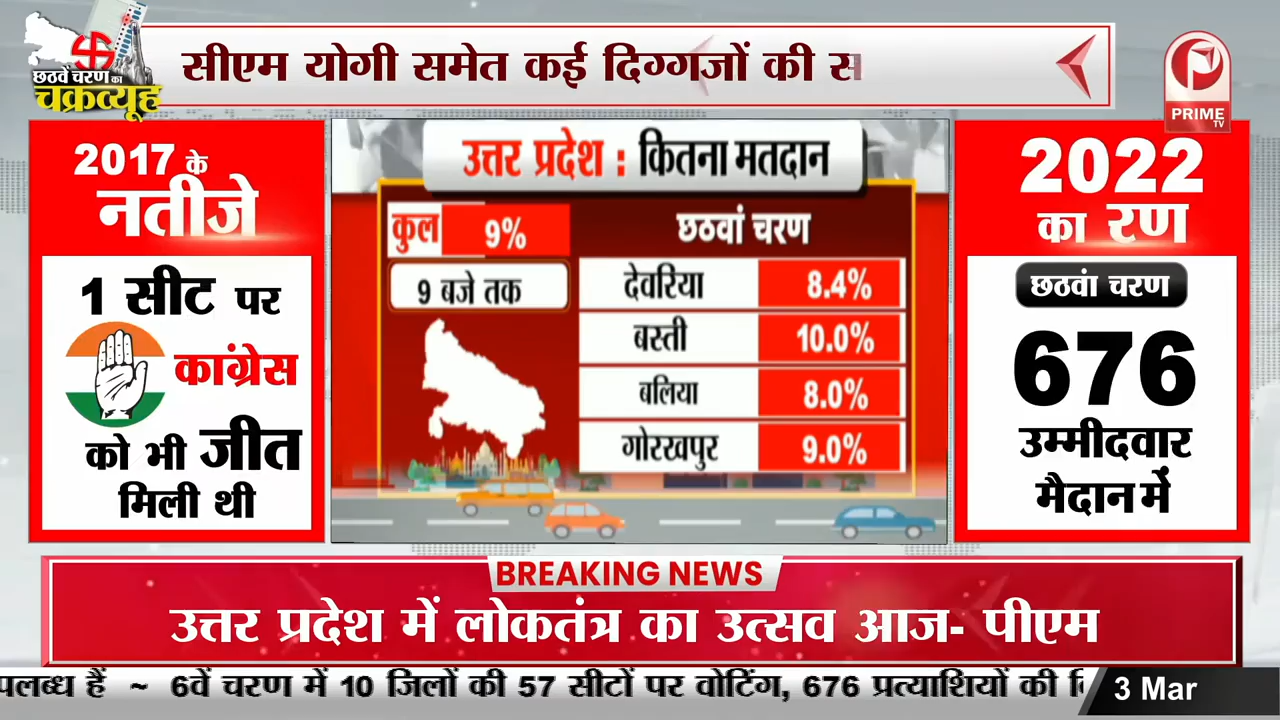 छठवें चरण का
चक्रव्यूह
सीएम योगी समेत कई दिग्गजों की
PRIME
TV
2017 के
नतीजे
1 सीट पर
कांग्रेस
को भी जीत
मिली थी
उत्तर प्रदेश : कितना मतदान
कुल 9%
9 बजे तक
छठवां चरण
देवरिया 8.4%
बस्ती 10.0%
बलिया 8.0%
गोरखपुर 9.0%
2022
का रण
छठवां चरण
676
उम्मीदवार
मैदान में
BREAKING NEWS
उत्तर प्रदेश में लोकतंत्र का उत्सव आज- पीएम
पलब्ध हैं ~ 6वें चरण में 10 जिलों की 57 सीटों पर वोटिंग, 676 प्रत्याशियों की
3 Mar